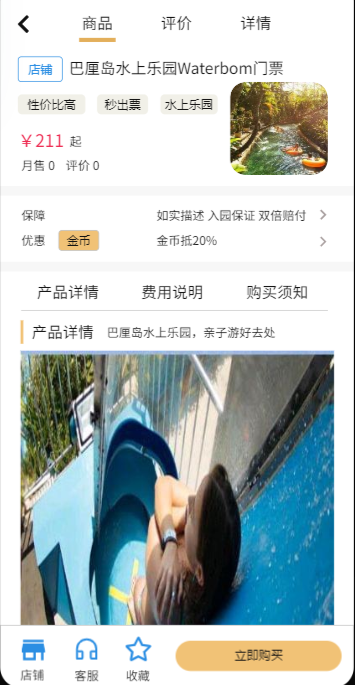 商品 评价 详情
店铺 巴厘岛水上乐园Waterbom门票
性价比高 秒出票 水上乐园
￥211 起
月售 0 评价 0
保障 如实描述 入园保证 双倍赔付
优惠 金币 金币抵20%
产品详情 费用说明 购买须知
产品详情 巴厘岛水上乐园，亲子游好去处
店铺 客服 收藏 立即购买